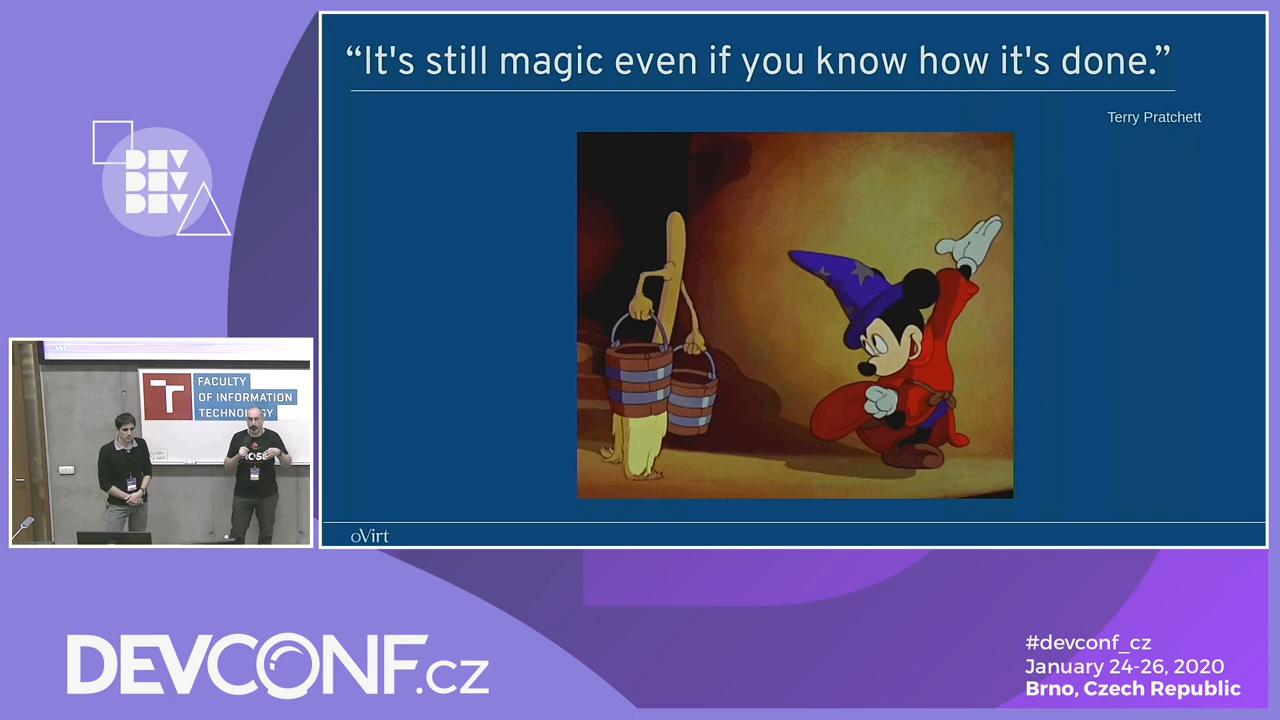 “It's still magic even if you know how it's done.”
Terry Pratchett
DEV
DEV
DEV
FACULTY
OF INFORMATION
TECHNOLOGY
oVirt
DEVCONF.cz
#devconf_cz
January 24-26, 2020
Brno, Czech Republic